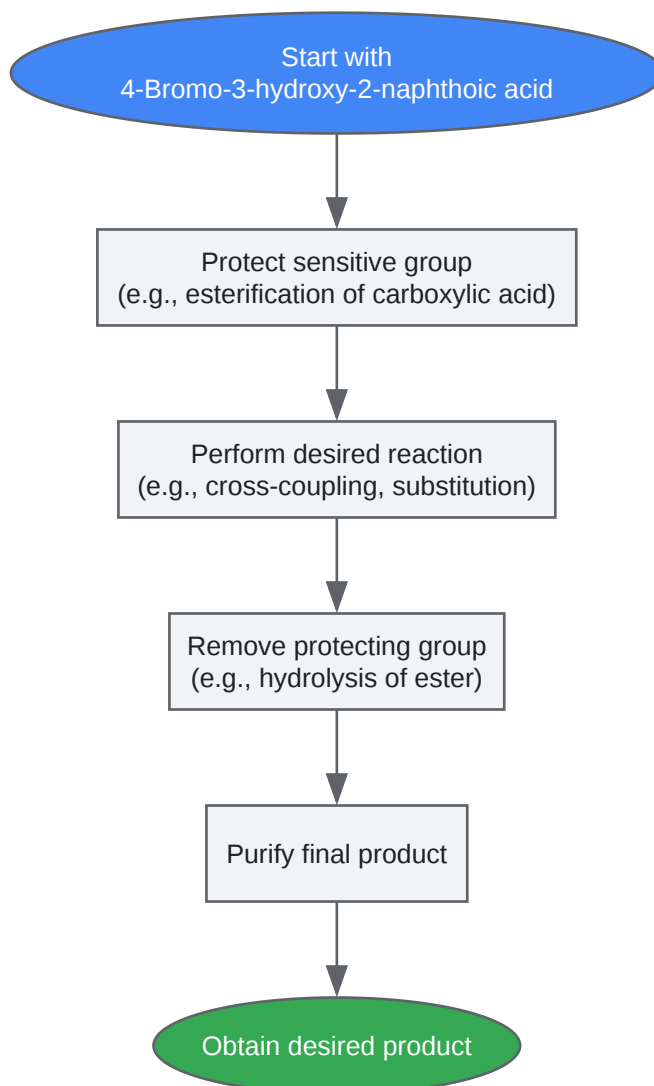 Start with
4-Bromo-3-hydroxy-2-naphthoic acid
Protect sensitive group
(e.g., esterification of carboxylic acid)
Perform desired reaction
(e.g., cross-coupling, substitution)
Remove protecting group
(e.g., hydrolysis of ester)
Purify final product
Obtain desired product